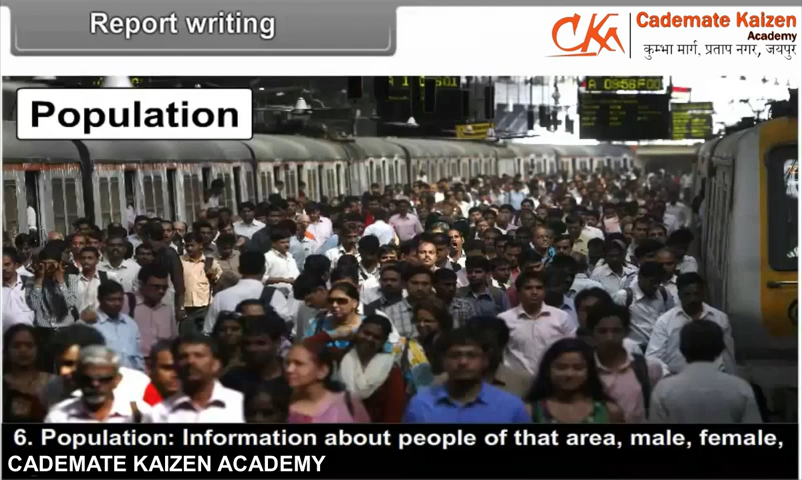 Report writing
CKA
Cademate Kaizen
Academy
कुम्भा मार्ग, प्रताप नगर, जयपुर
Population
6. Population: Information about people of that area, male, female,
CADEMATE KAIZEN ACADEMY